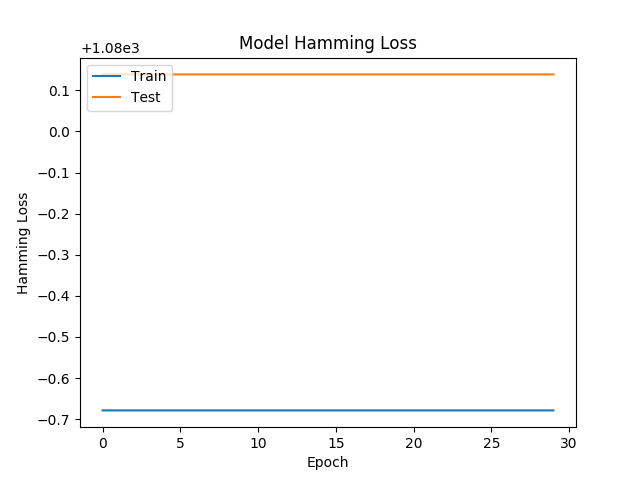 Model Hamming Loss
+1.08e3
Train
Test
0.1
0.0
−0.1
−0.2
−0.3
−0.4
−0.5
−0.6
−0.7
Hamming Loss
0 5 10 15 20 25 30
Epoch